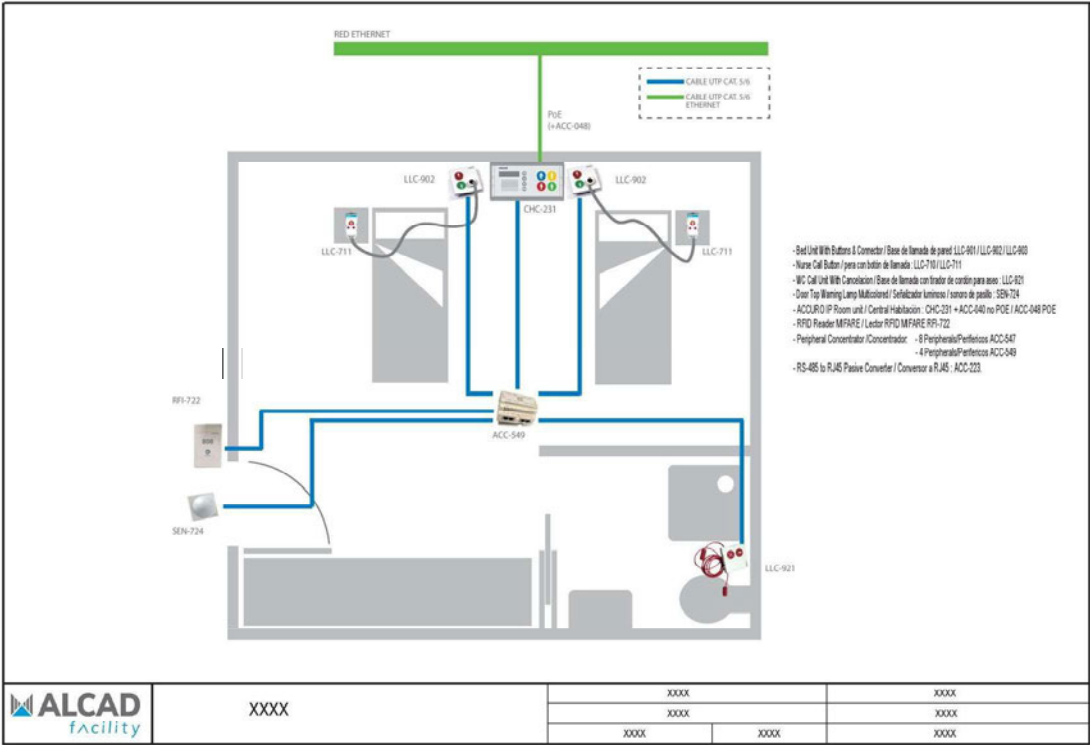 RED ETHERNET
CABLE UTP CAT. 5/6
CABLE UTP CAT. 5/6
ETHERNET
PoE
(+ACC-048)
LLC-902
LLC-902
CHC-231
LLC-711
LLC-711
- Bed Unit With Buttons & Connector / Base de llamada de pared :LLC-901 / LLC-902 / LLC-903
- Nurse Call Button / pera con botón de llamada : LLC-710 / LLC-711
- WC Call Unit With Cancelacion / Base de llamada con tirador de cordón para aseo : LLC-921
- Door Top Warning Lamp Multicolored / Señalizador luminoso / sonoro de pasillo : SEN-724
- ACCURO IP Room unit / Central Habitación : CHC-231 + ACC-040 no POE / ACC-048 POE
- RFID Reader MIFARE / Lector RFID MIFARE RFI-722
- Peripheral Concentrator /Concentrador: - 8 Peripherals/Perifericos ACC-547
- 4 Peripherals/Perifericos ACC-549
- RS-485 to RJ45 Pasive Converter / Conversor a RJ45 : ACC-223.
RFI-722
ACC-549
SEN-724
LLC-921
ALCAD
facility
XXXX
XXXX
XXXX
XXXX
XXXX
XXXX
XXXX
XXXX